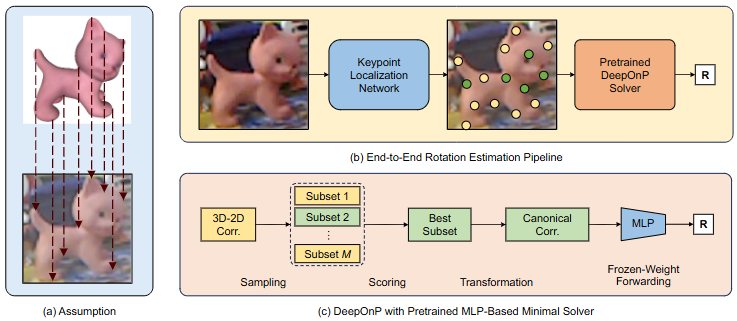 (a) Assumption
Keypoint
Localization
Network
Pretrained
DeepOnP
Solver
R
(b) End-to-End Rotation Estimation Pipeline
3D-2D
Corr.
Subset 1
Subset 2
⋮
Subset M
Best
Subset
Canonical
Corr.
MLP
R
Sampling
Scoring
Transformation
Frozen-Weight
Forwarding
(c) DeepOnP with Pretrained MLP-Based Minimal Solver